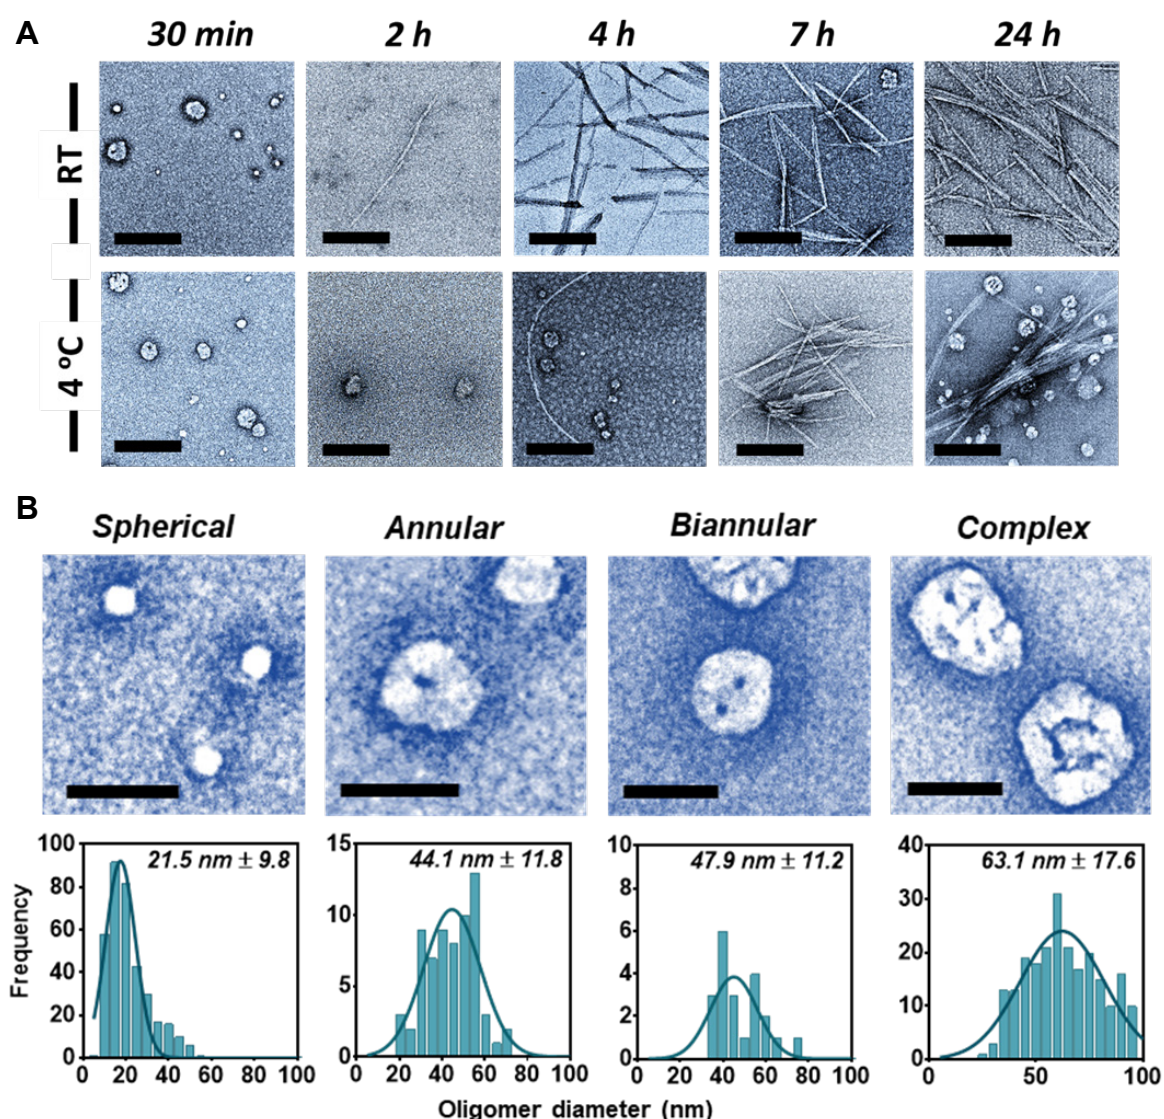 A
30 min 2 h 4 h 7 h 24 h
RT
4 ºC
B
Spherical Annular Biannular Complex
21.5 nm ± 9.8 44.1 nm ± 11.8 47.9 nm ± 11.2 63.1 nm ± 17.6
Frequency
100 15 10 40
80 8 30
60 10 6 20
40 5 4 10
20 2
0 0 0 0
0 20 40 60 80 100 0 20 40 60 80 100 0 20 40 60 80 100 0 50 100
Oligomer diameter (nm)